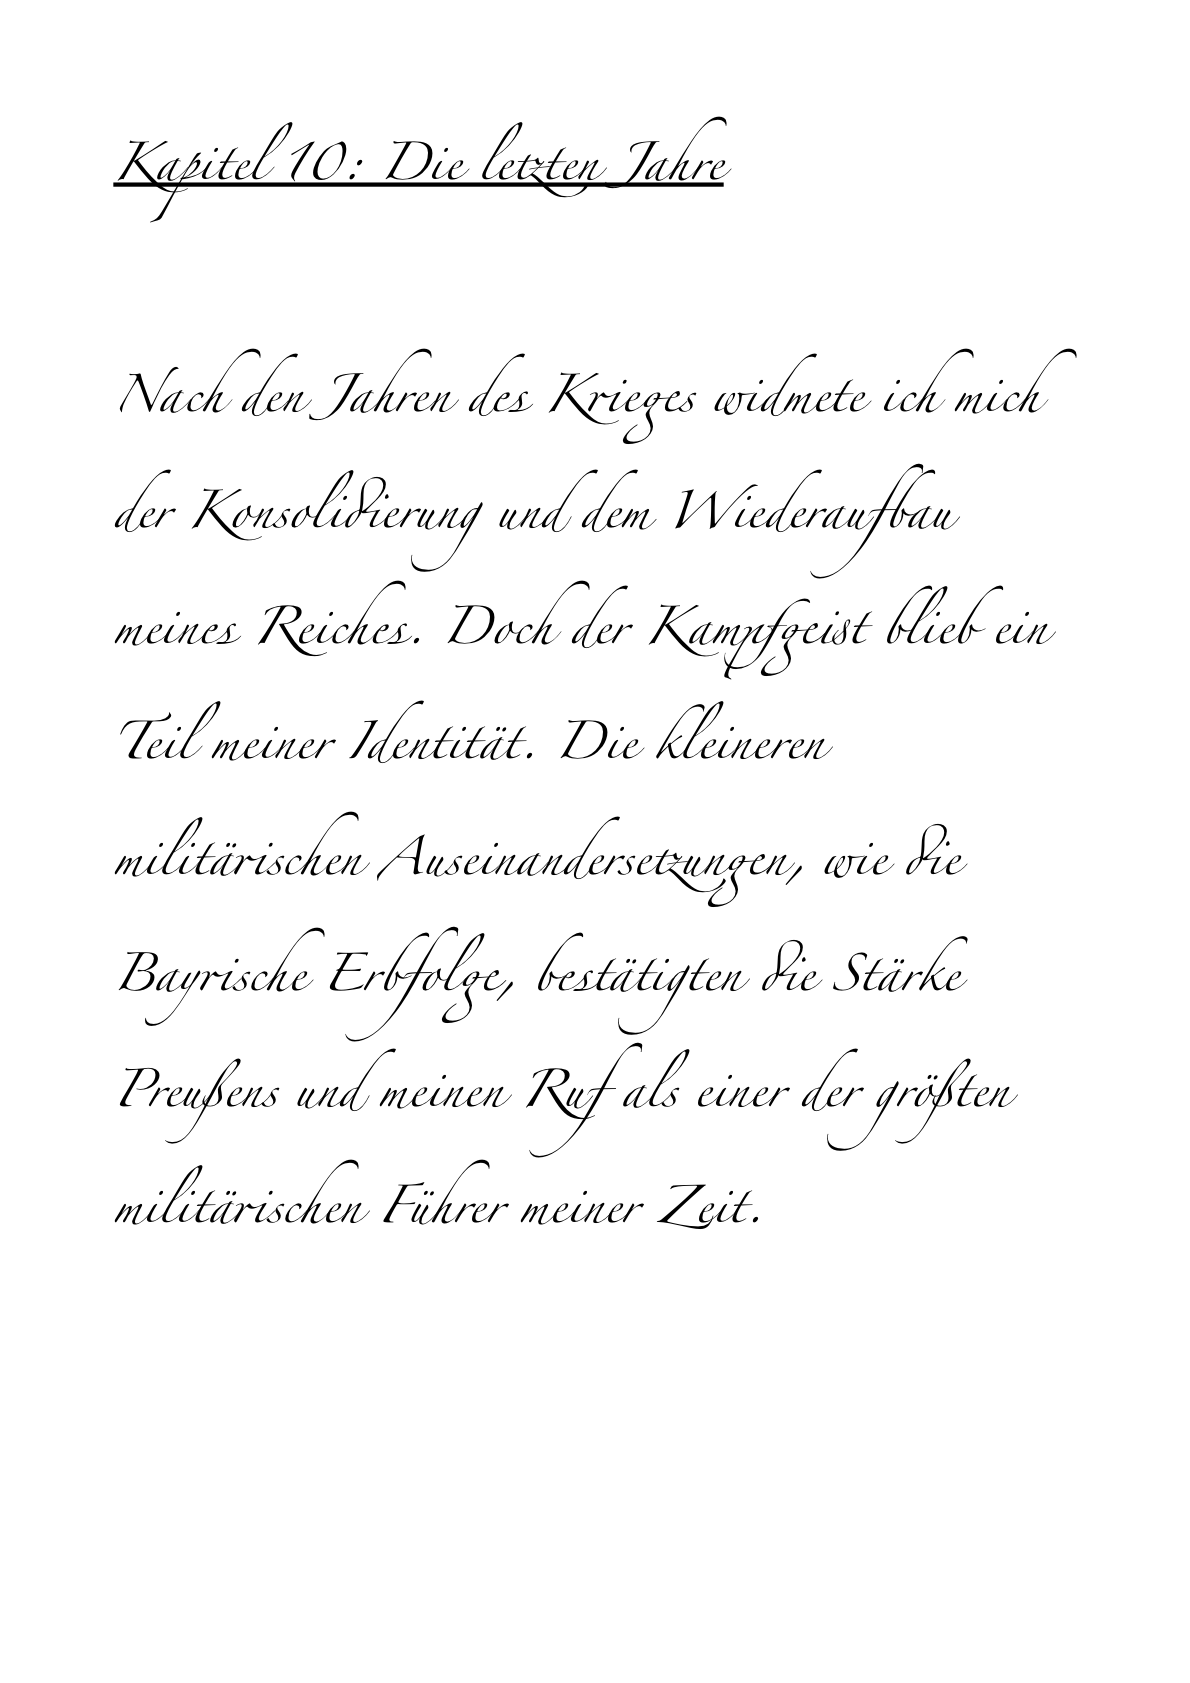 Kapitel 10: Die letzten Jahre
Nach den Jahren des Krieges widmete ich mich
der Konsolidierung und dem Wiederaufbau
meines Reiches. Doch der Kampfgeist blieb ein
Teil meiner Identität. Die kleineren
militärischen Auseinandersetzungen, wie die
Bayrische Erbfolge, bestätigten die Stärke
Preußens und meinen Ruf als einer der größten
militärischen Führer meiner Zeit.